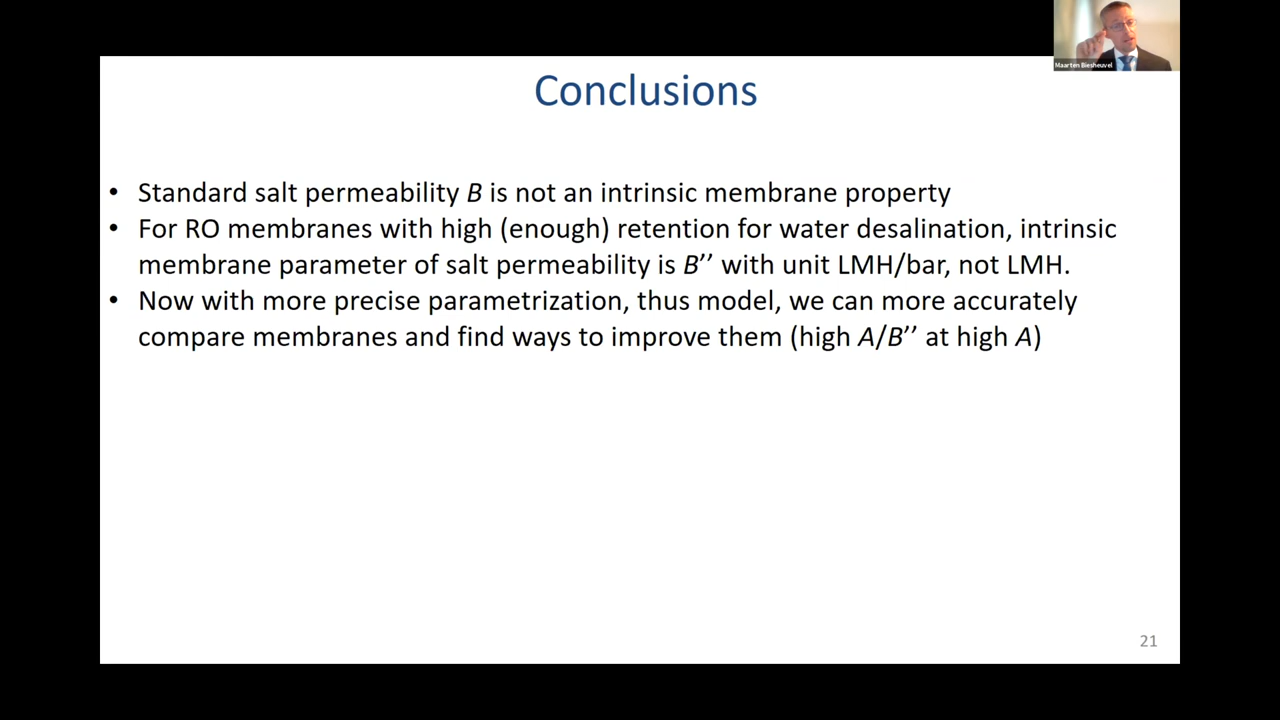 Maarten Biesheuvel
Conclusions
• Standard salt permeability B is not an intrinsic membrane property
• For RO membranes with high (enough) retention for water desalination, intrinsic
membrane parameter of salt permeability is B’’ with unit LMH/bar, not LMH.
• Now with more precise parametrization, thus model, we can more accurately
compare membranes and find ways to improve them (high A/B’’ at high A)
21